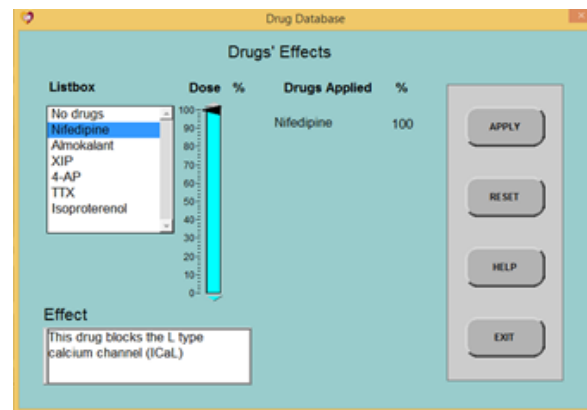 Drug Database
Drugs' Effects
Listbox Dose % Drugs Applied %
No drugs
Nifedipine
Almokalant
XIP
4-AP
TTX
Isoproterenol
100
90
80
70
60
50
40
30
20
10
0
Nifedipine 100
APPLY
RESET
HELP
EXIT
Effect
This drug blocks the L type
calcium channel (ICaL)